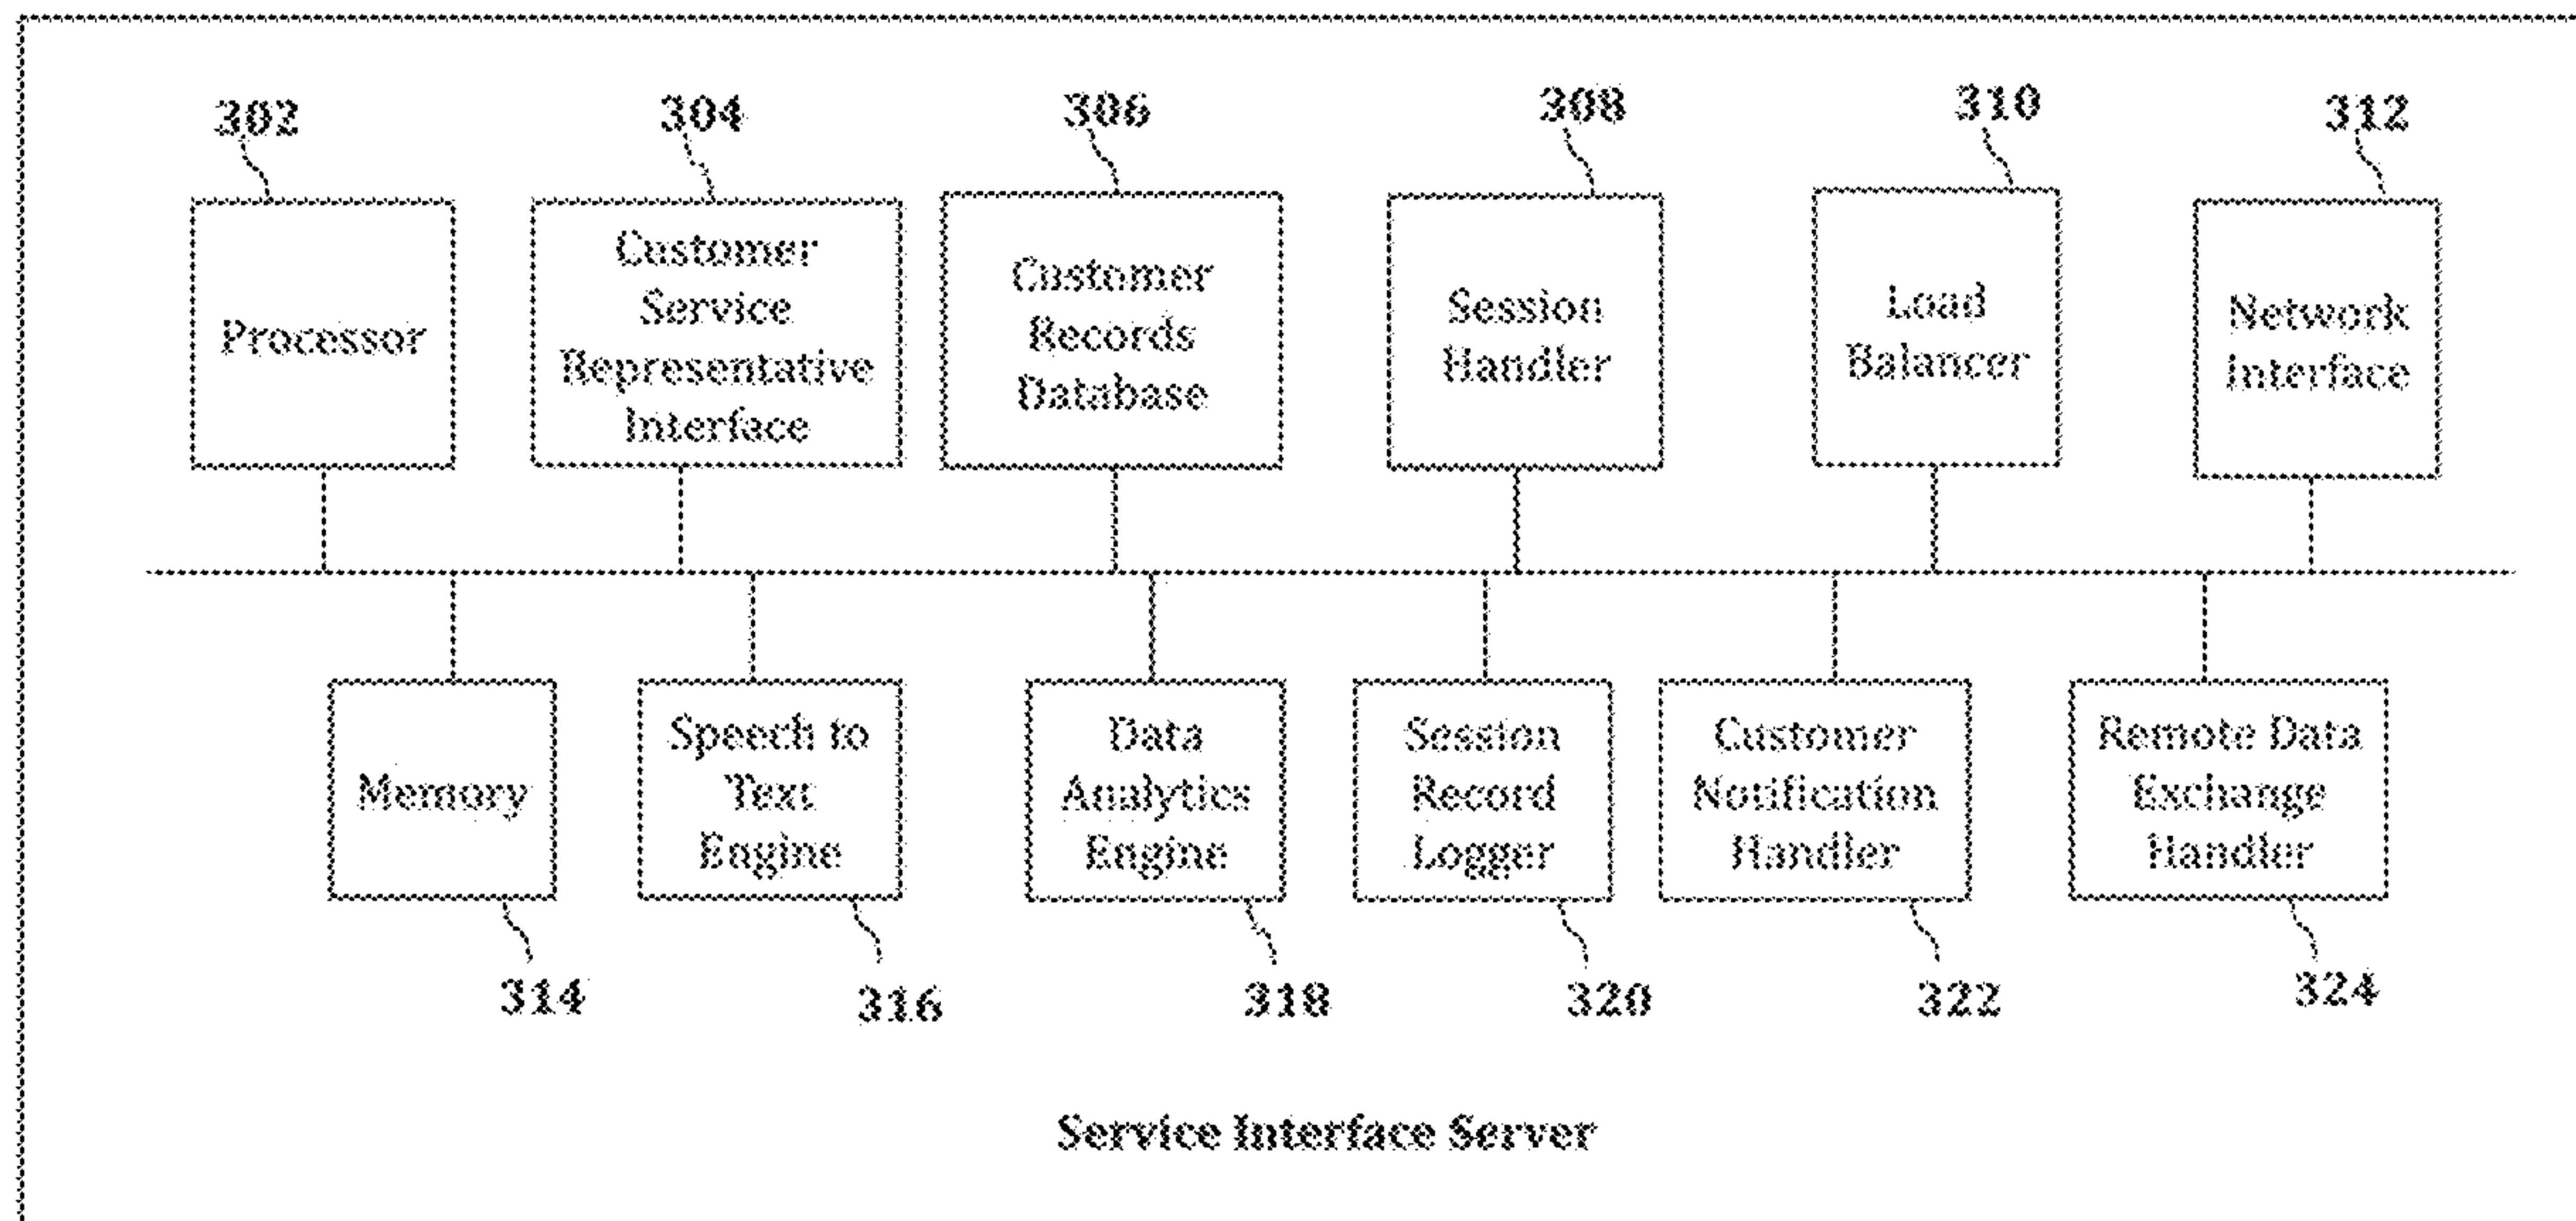 302 304 306 308 310 312
Processor
Customer
Service
Representative
Interface
Customer
Records
Database
Session
Handler
Load
Balancer
Network
Interface
Memory
Speech to
Text
Engine
Data
Analytics
Engine
Session
Record
Logger
Customer
Notification
Handler
Remote Data
Exchange
Handler
314 316 318 320 322 324
Service Interface Server